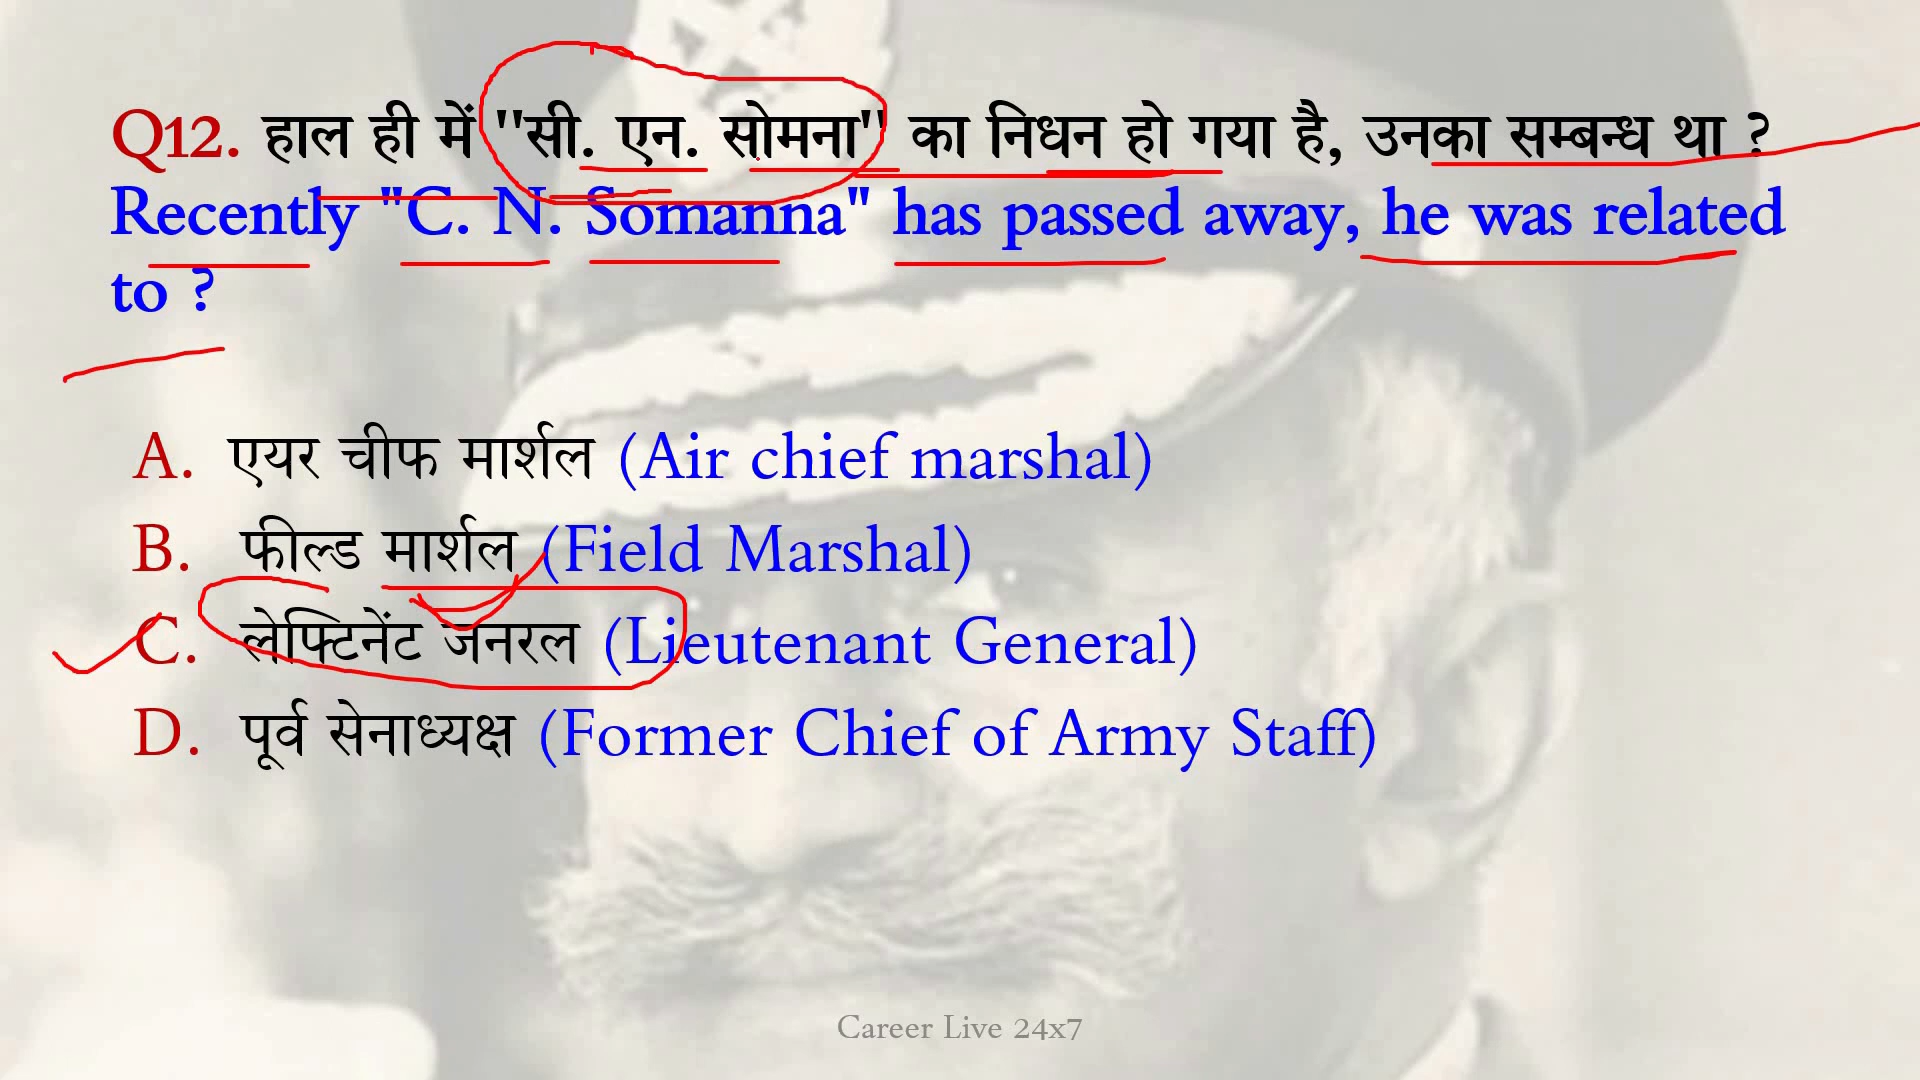 Q12. हाल ही में "सी. एन. सोमना" का निधन हो गया है, उनका सम्बन्ध था ?
Recently "C. N. Somanna" has passed away, he was related
to ?
A. एयर चीफ मार्शल (Air chief marshal)
B. फील्ड मार्शल (Field Marshal)
C. लेफ्टिनेंट जनरल (Lieutenant General)
D. पूर्व सेनाध्यक्ष (Former Chief of Army Staff)
Career Live 24x7